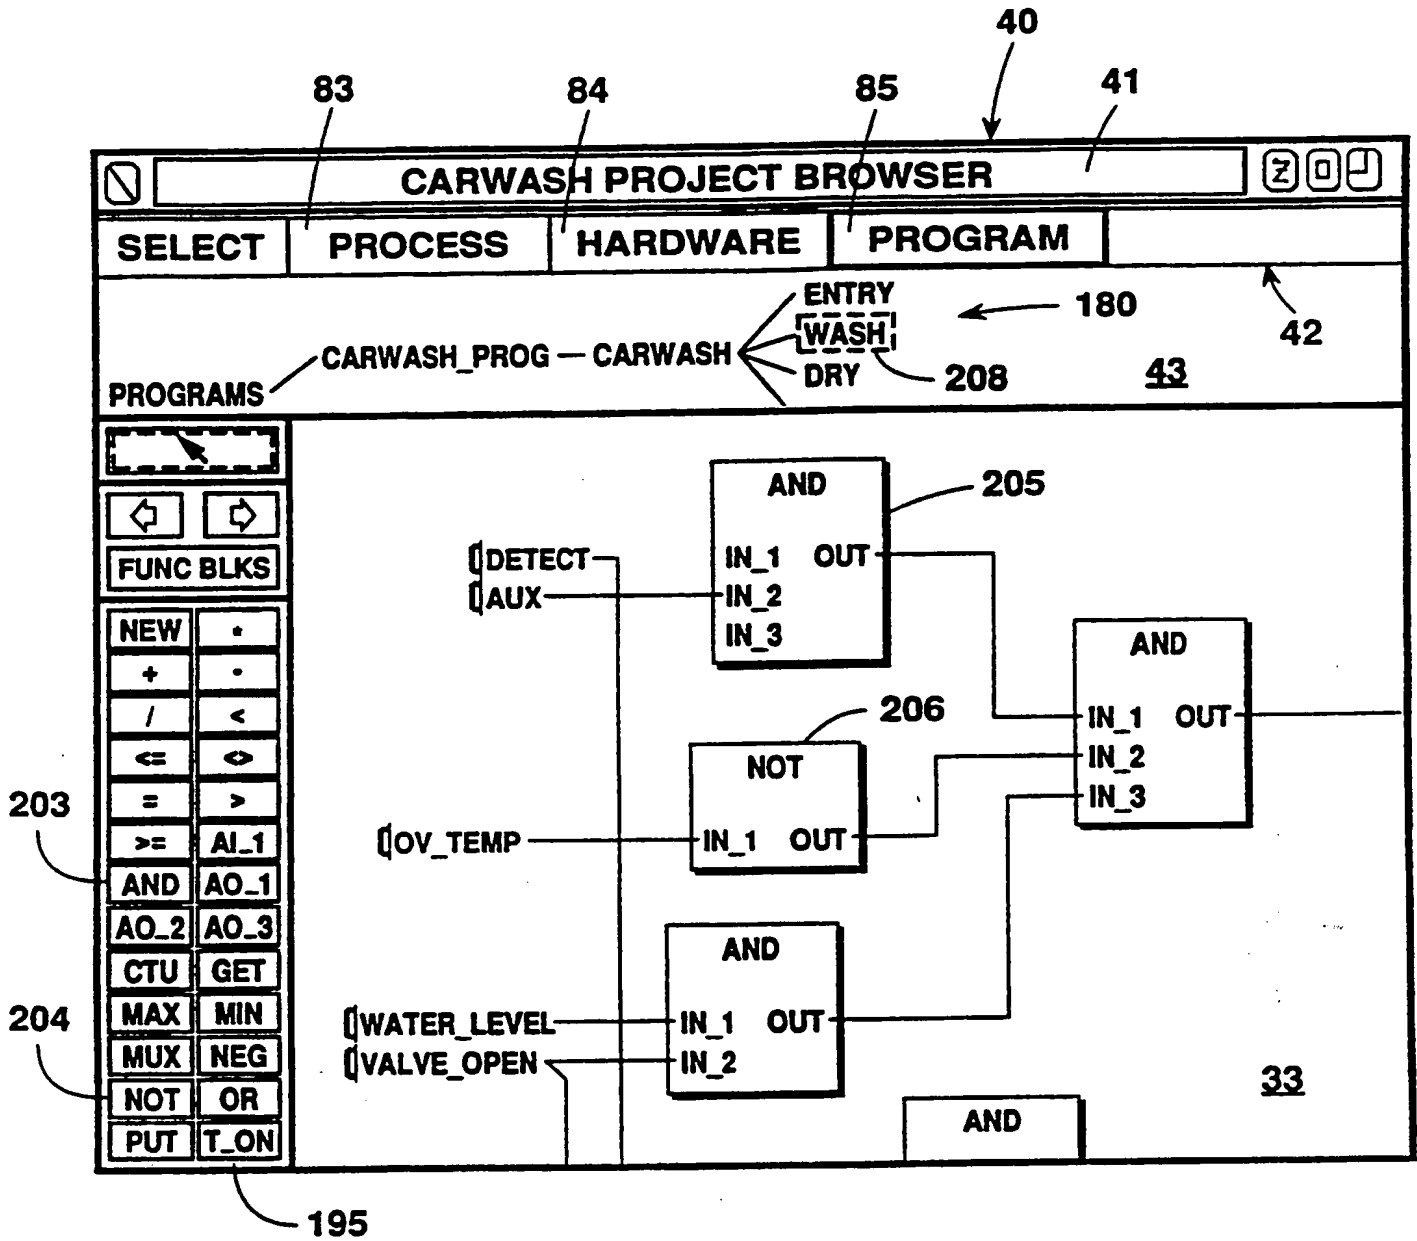 40
83 84 85 41
CARWASH PROJECT BROWSER
SELECT PROCESS HARDWARE PROGRAM
ENTRY
180
WASH
42
CARWASH_PROG CARWASH
DRY
208
43
PROGRAMS
AND
205
FUNC BLKS
DETECT
IN_1 OUT
AUX
IN_2
IN_3
NEW *
+ -
/ <
<= <>
= >
>= AI_1
AND AO_1
AO_2 AO_3
CTU GET
MAX MIN
MUX NEG
NOT OR
PUT T_ON
203
204
195
AND
IN_1 OUT
IN_2
IN_3
206
NOT
OV_TEMP
IN_1 OUT
AND
WATER_LEVEL
IN_1 OUT
VALVE_OPEN
IN_2
33
AND